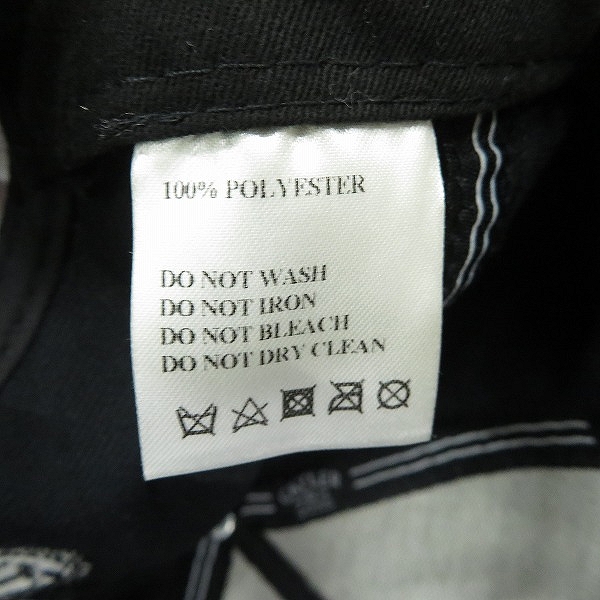 100% POLYESTER
DO NOT WASH
DO NOT IRON
DO NOT BLEACH
DO NOT DRY CLEAN